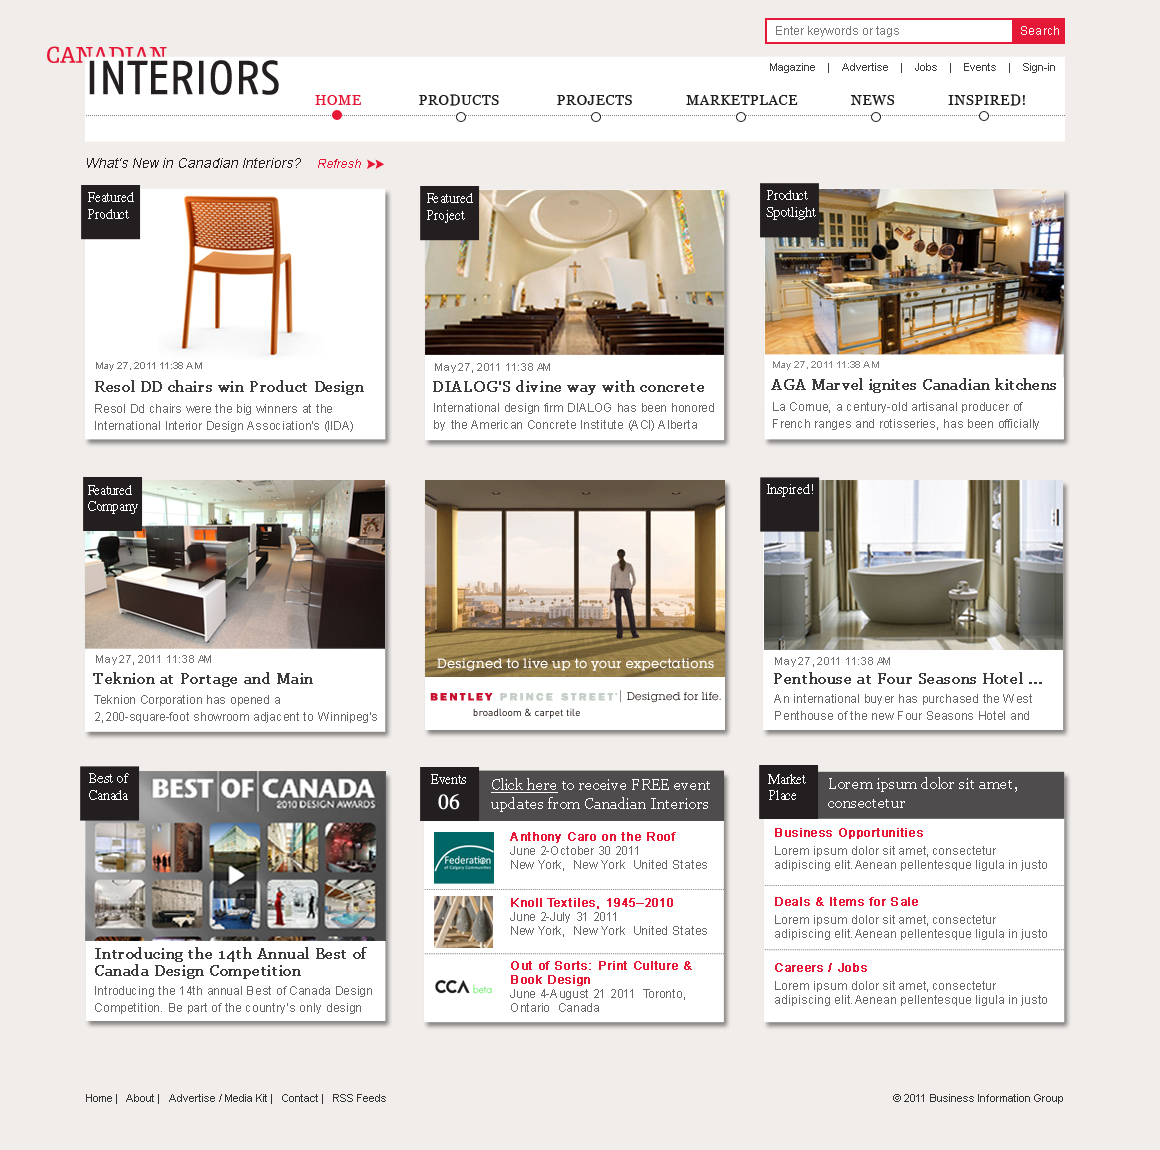 CANADIAN
INTERIORS
Enter keywords or tags
Search
Magazine | Advertise | Jobs | Events | Sign-in
HOME PRODUCTS PROJECTS MARKETPLACE NEWS INSPIRED!
What's New in Canadian Interiors? Refresh
Featured
Product
May 27, 2011 11:38 AM
Resol DD chairs win Product Design
Resol Dd chairs were the big winners at the
International Interior Design Association's (IIDA)
Featured
Project
May 27, 2011 11:38 AM
DIALOG'S divine way with concrete
International design firm DIALOG has been honored
by the American Concrete Institute (ACI) Alberta
Product
Spotlight
May 27, 2011 11:38 AM
AGA Marvel ignites Canadian kitchens
La Cornue, a century-old artisanal producer of
French ranges and rotisseries, has been officially
Featured
Company
May 27, 2011 11:38 AM
Teknion at Portage and Main
Teknion Corporation has opened a
2,200-square-foot showroom adjacent to Winnipeg's
Designed to live up to your expectations
BENTLEY PRINCE STREET | Designed for life.
broadloom & carpet tile
Inspired!
May 27, 2011 11:38 AM
Penthouse at Four Seasons Hotel ...
An international buyer has purchased the West
Penthouse of the new Four Seasons Hotel and
Best of
Canada
BEST OF CANADA
2010 DESIGN AWARDS
Introducing the 14th Annual Best of
Canada Design Competition
Introducing the 14th annual Best of Canada Design
Competition. Be part of the country's only design
Events
06
Click here to receive FREE event
updates from Canadian Interiors
Federation
of Calgary Communities
Anthony Caro on the Roof
June 2-October 30 2011
New York, New York United States
Knoll Textiles, 1945–2010
June 2-July 31 2011
New York, New York United States
CCA beta
Out of Sorts: Print Culture &
Book Design
June 4-August 21 2011 Toronto,
Ontario Canada
Market
Place
Lorem ipsum dolor sit amet,
consectetur
Business Opportunities
Lorem ipsum dolor sit amet, consectetur
adipiscing elit. Aenean pellentesque ligula in justo
Deals & Items for Sale
Lorem ipsum dolor sit amet, consectetur
adipiscing elit. Aenean pellentesque ligula in justo
Careers / Jobs
Lorem ipsum dolor sit amet, consectetur
adipiscing elit. Aenean pellentesque ligula in justo
Home | About | Advertise / Media Kit | Contact | RSS Feeds
© 2011 Business Information Group